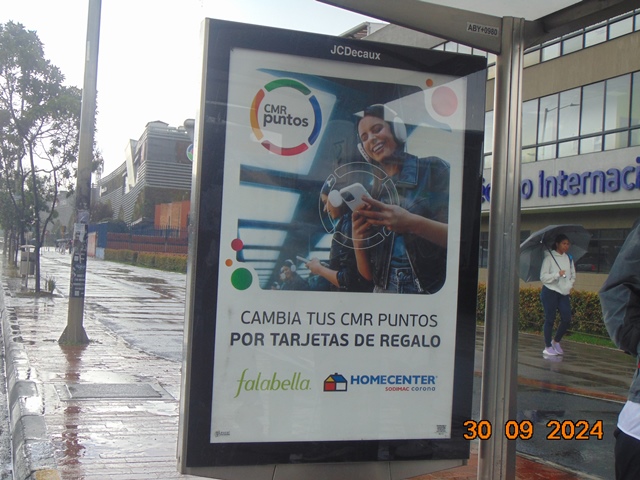 JCDecaux
ABY+0980
CMR
puntos
o Internaci
CAMBIA TUS CMR PUNTOS
POR TARJETAS DE REGALO
falabella.
HOMECENTER
SODIMAC corona
30 09 2024